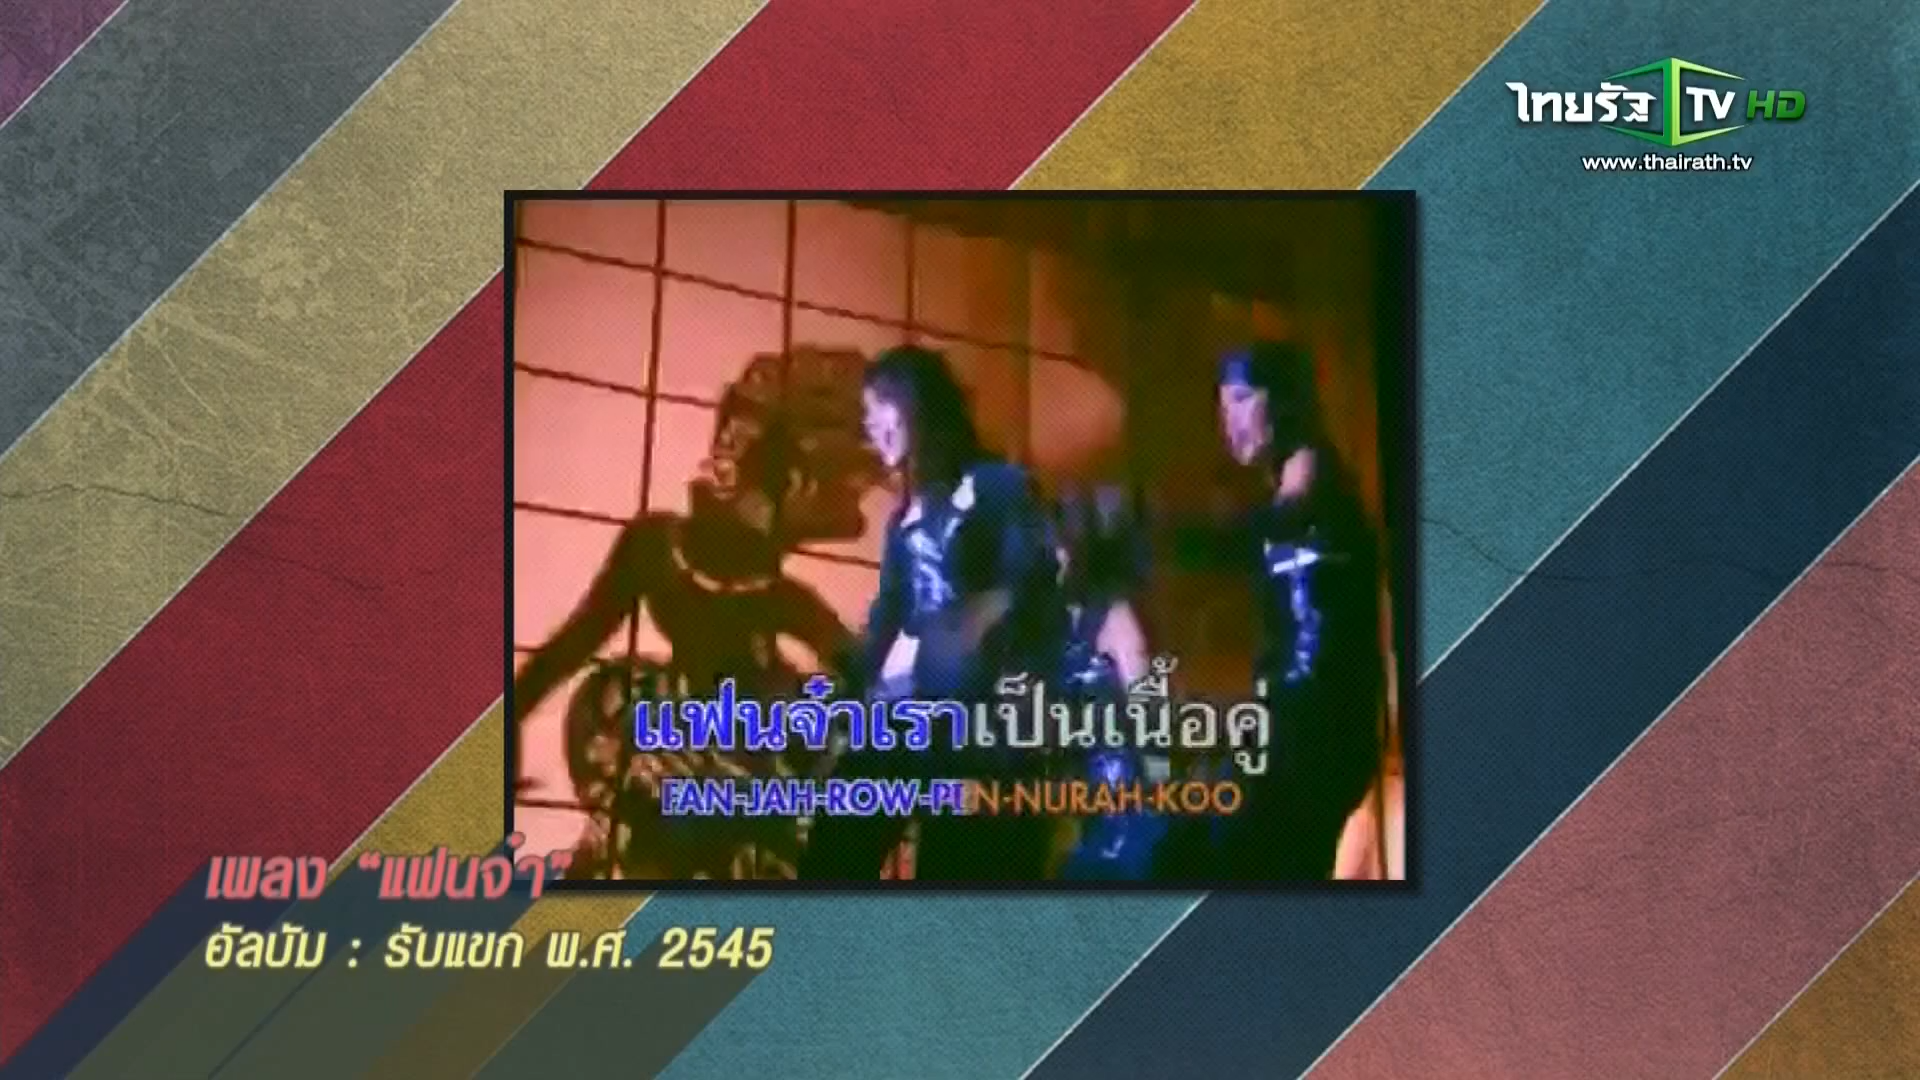 ไทยรัฐ TV HD
www.thairath.tv
แฟนจ๋าเราเป็นเนื้อคู่
FAN-JAH-ROW-PEN-NURAH-KOO
เพลง “แฟนจ๋า”
อัลบัม : รับแขก พ.ศ. 2545